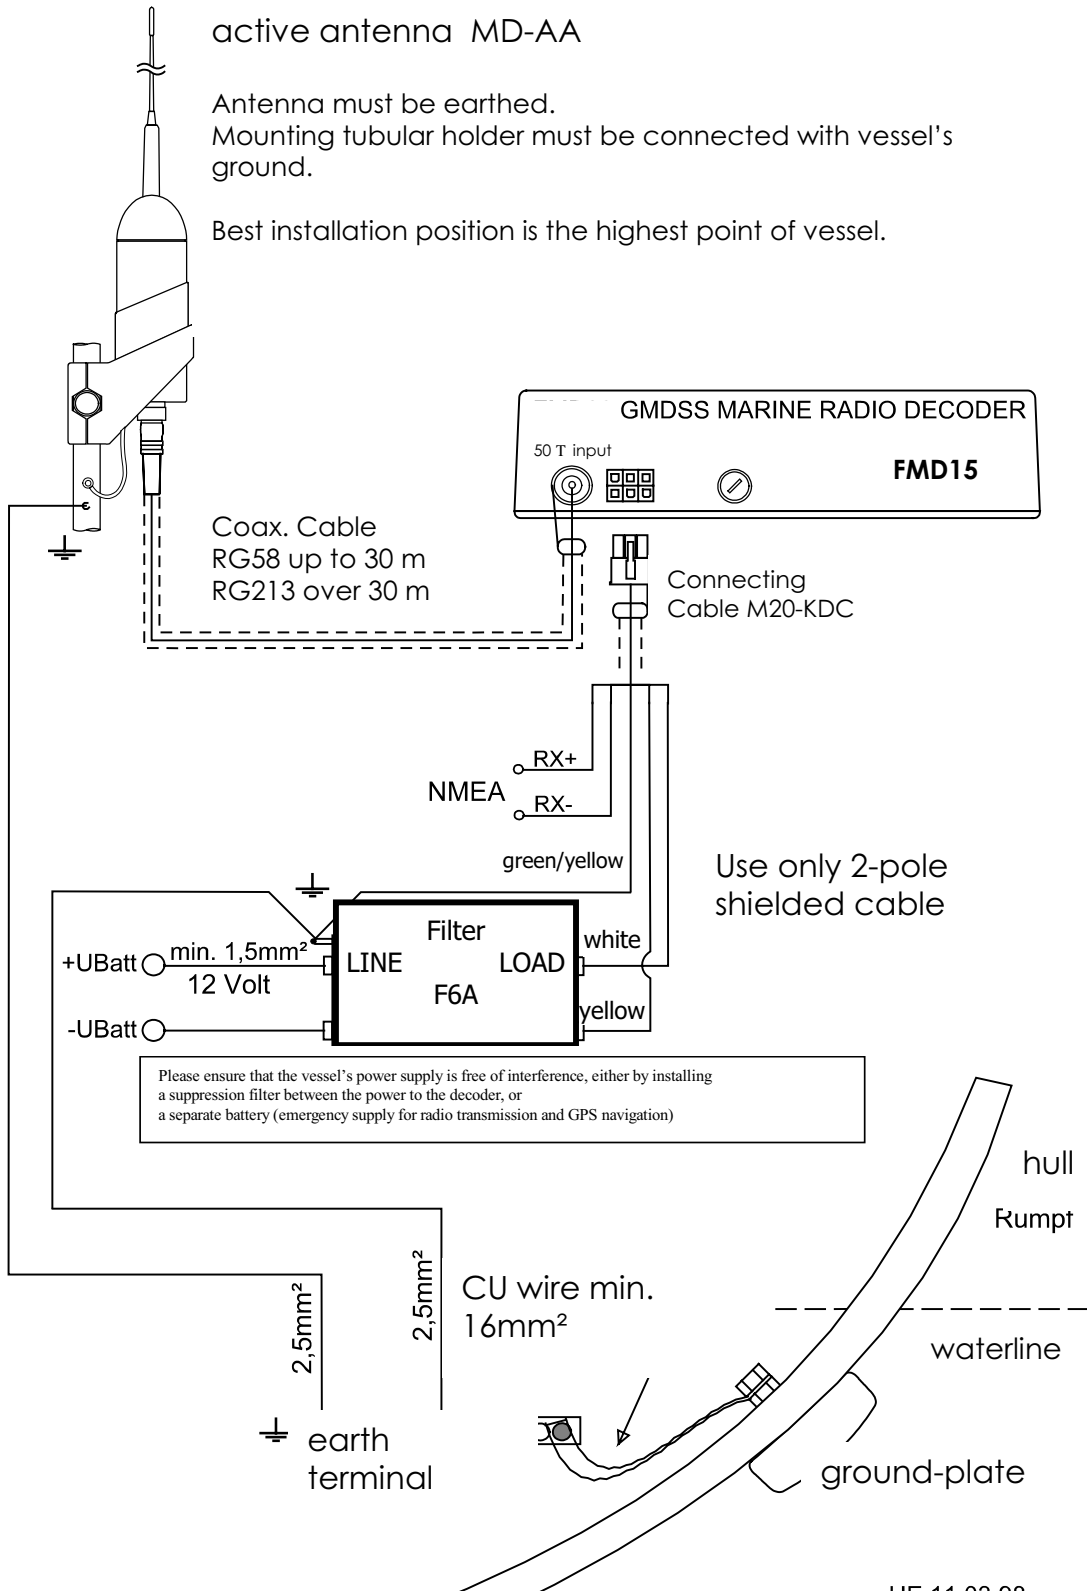 active antenna MD-AA
Antenna must be earthed.
Mounting tubular holder must be connected with vessel's
ground.
Best installation position is the highest point of vessel.
GMDSS MARINE RADIO DECODER
50 T input
FMD15
Coax. Cable
RG58 up to 30 m
RG213 over 30 m
Connecting
Cable M20-KDC
RX+
NMEA
RX-
green/yellow
Use only 2-pole
shielded cable
Filter
white
+UBatt
min. 1,5mm²
LINE
LOAD
12 Volt
F6A
-UBatt
yellow
Please ensure that the vessel's power supply is free of interference, either by installing
a suppression filter between the power to the decoder, or
a separate battery (emergency supply for radio transmission and GPS navigation)
hull
Rumpf
2,5mm²
2,5mm²
CU wire min.
16mm²
waterline
earth
terminal
ground-plate